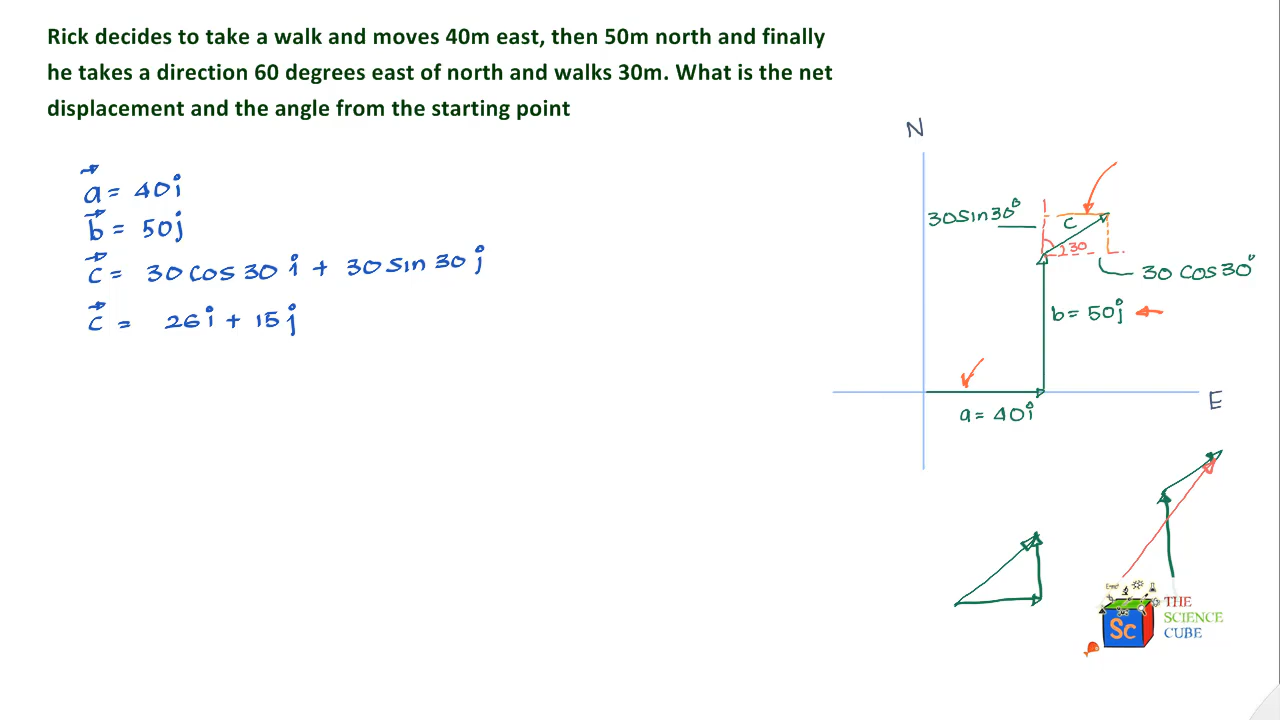 Rick decides to take a walk and moves 40m east, then 50m north and finally
he takes a direction 60 degrees east of north and walks 30m. What is the net
displacement and the angle from the starting point
a = 40i
b = 50j
c = 30 cos 30 i + 30 sin 30 j
c = 26i + 15j
N
30 sin 30°
c
30
30 cos 30°
b = 50j
a = 40i
E
THE
SCIENCE
CUBE
Sc